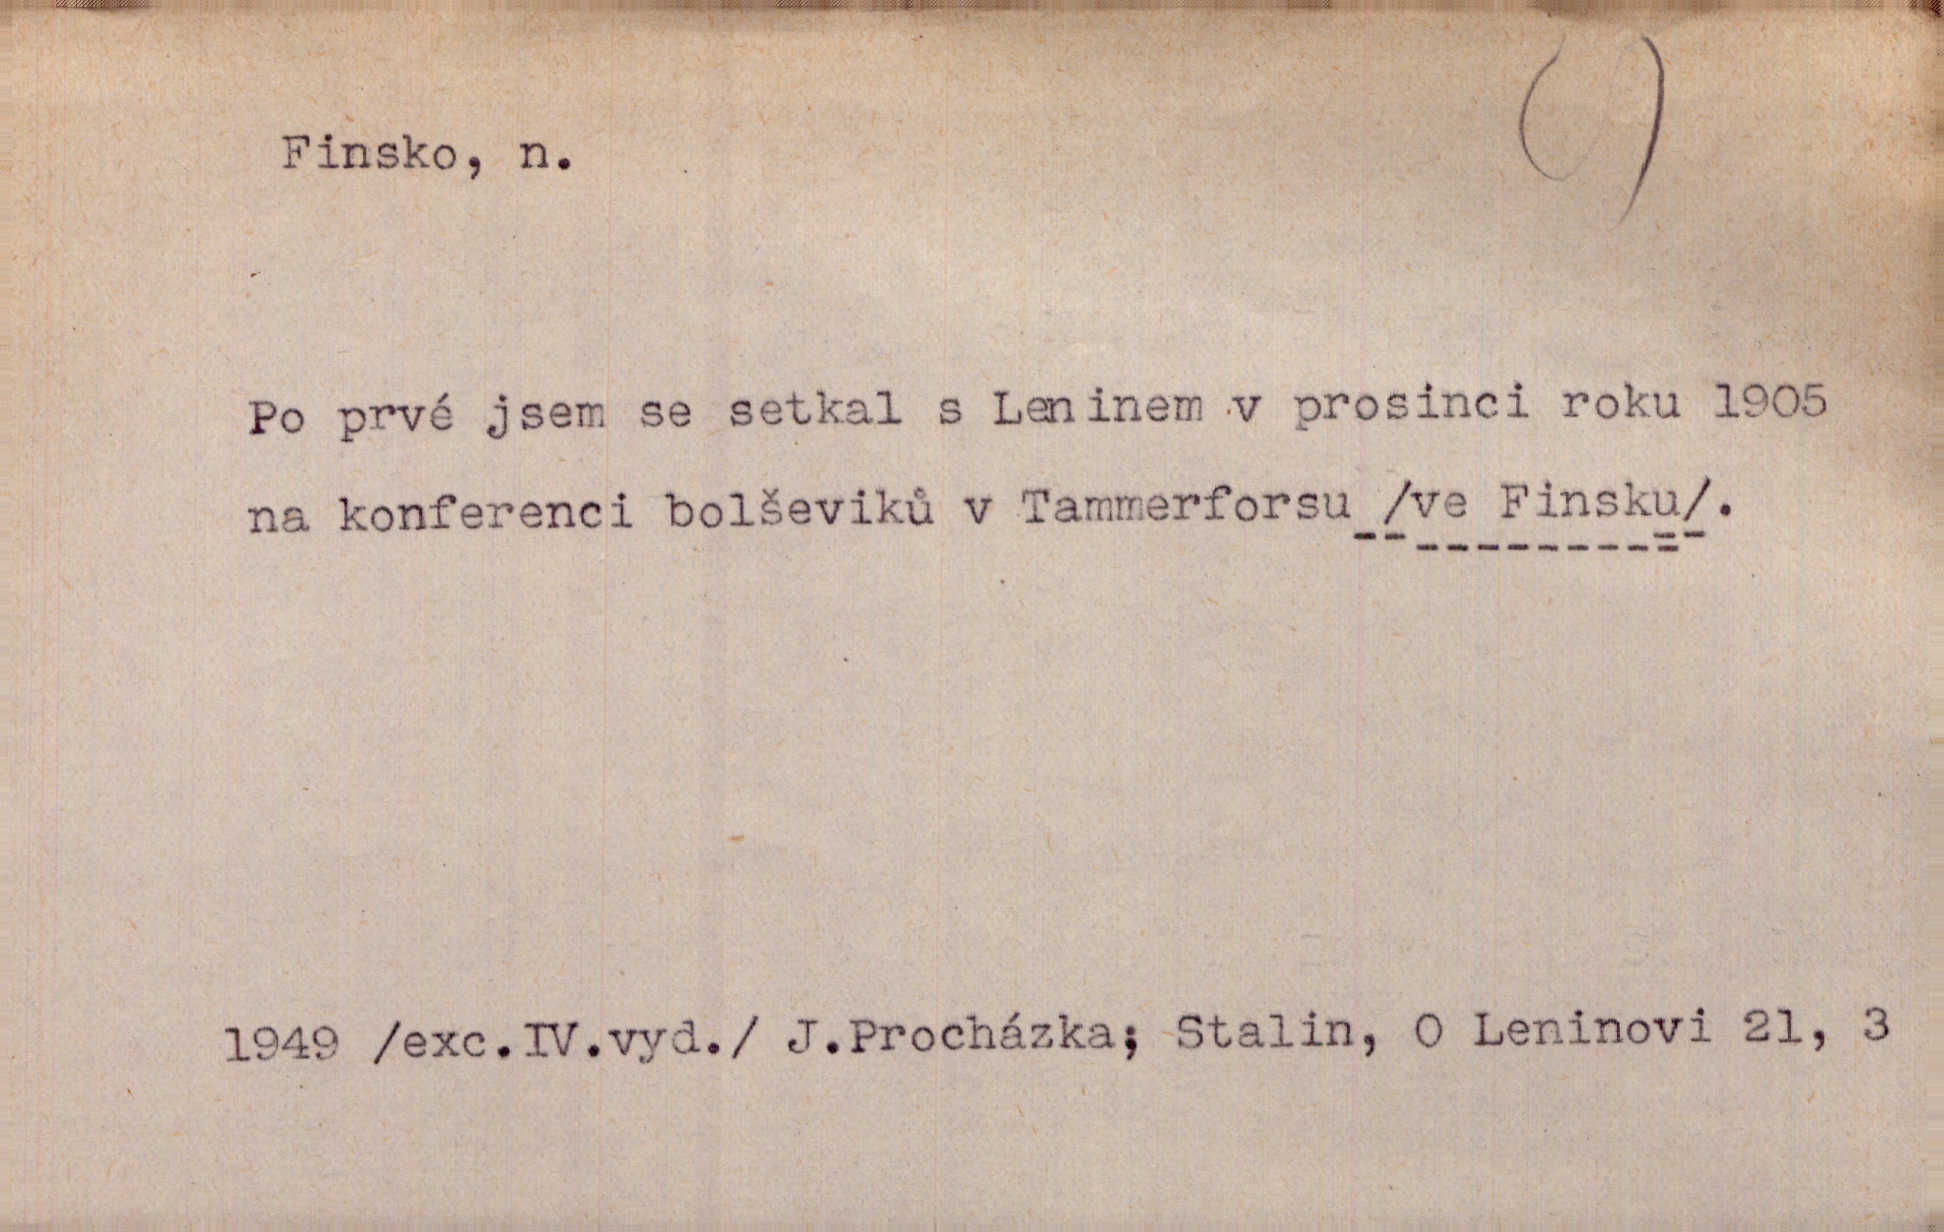 Finsko, n.
Po prvé jsem se setkal s Leninem v prosinci roku 1905
na konferenci bolševiků v Tammerforsu /ve Finsku/.
1949 /exc.IV.vyd./ J.Procházka; Stalin, O Leninovi 21, 3